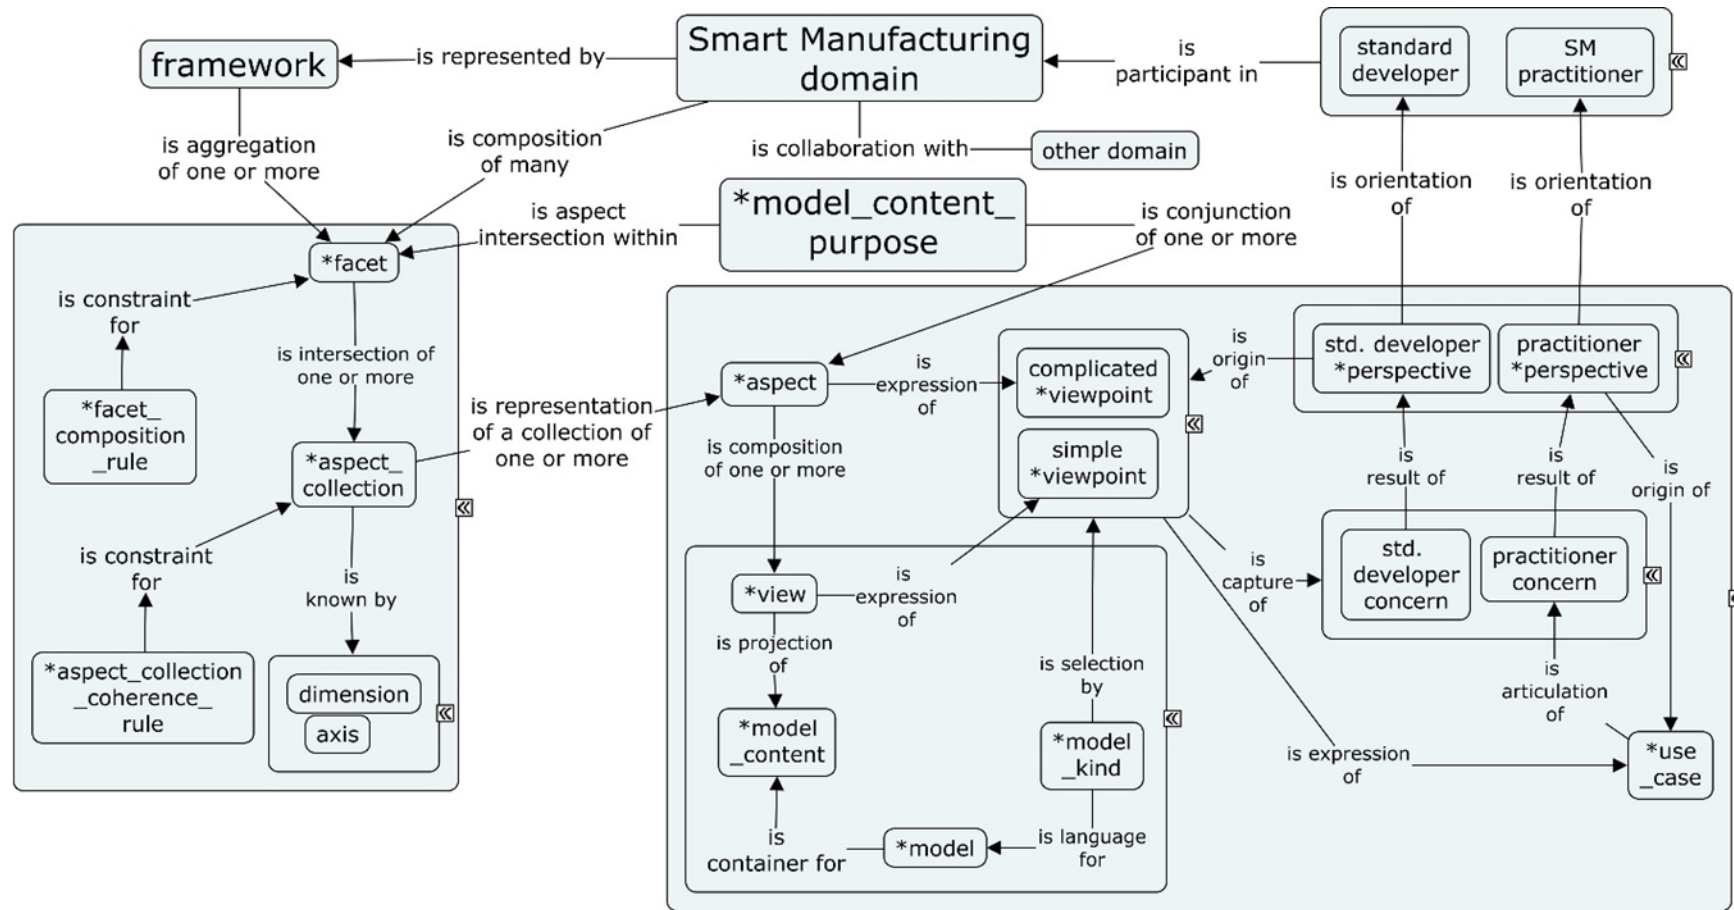 framework
is represented by
Smart Manufacturing
domain
is
participant in
standard
developer
SM
practitioner
is aggregation
of one or more
is composition
of many
is collaboration with
other domain
is aspect
intersection within
*model_content_
purpose
is conjunction
of one or more
is orientation
of
is orientation
of
*facet
is constraint
for
is intersection of
one or more
*facet_
composition
_rule
*aspect_
collection
is constraint
for
is
known by
*aspect_collection
_coherence_
rule
dimension
axis
is representation
of a collection of
one or more
*aspect
is
expression
of
complicated
*viewpoint
simple
*viewpoint
is
origin
of
std. developer
*perspective
practitioner
*perspective
is composition
of one or more
is
result of
is
result of
is
origin of
*view
is
expression
of
is
capture
of
std.
developer
concern
practitioner
concern
is projection
of
is selection
by
is
articulation
of
*model
_content
*model
_kind
is expression
of
*use
_case
is
container for
*model
is language
for